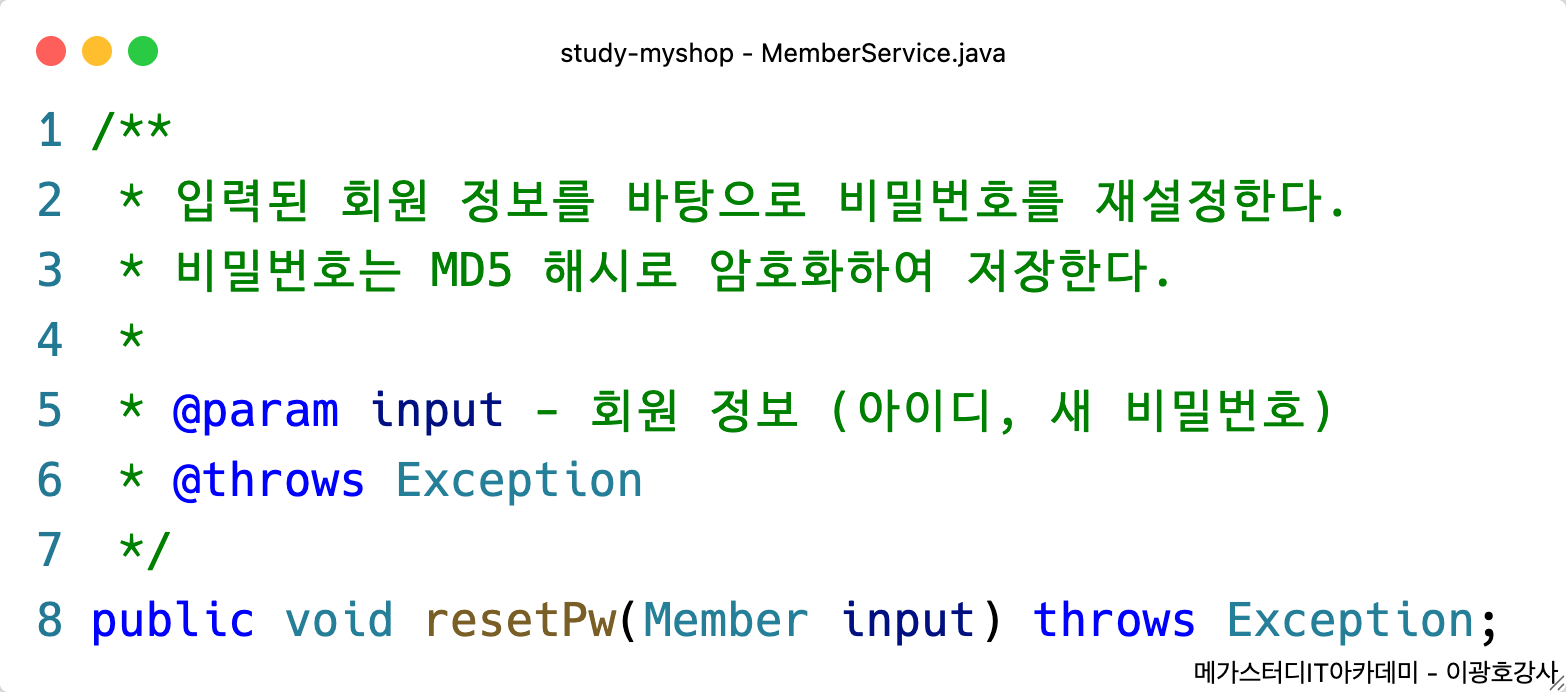 study-myshop - MemberService.java
1 /**
2  * 입력된 회원 정보를 바탕으로 비밀번호를 재설정한다.
3  * 비밀번호는 MD5 해시로 암호화하여 저장한다.
4  *
5  * @param input - 회원 정보 (아이디, 새 비밀번호)
6  * @throws Exception
7  */
8 public void resetPw(Member input) throws Exception;
메가스터디IT아카데미 - 이광호강사